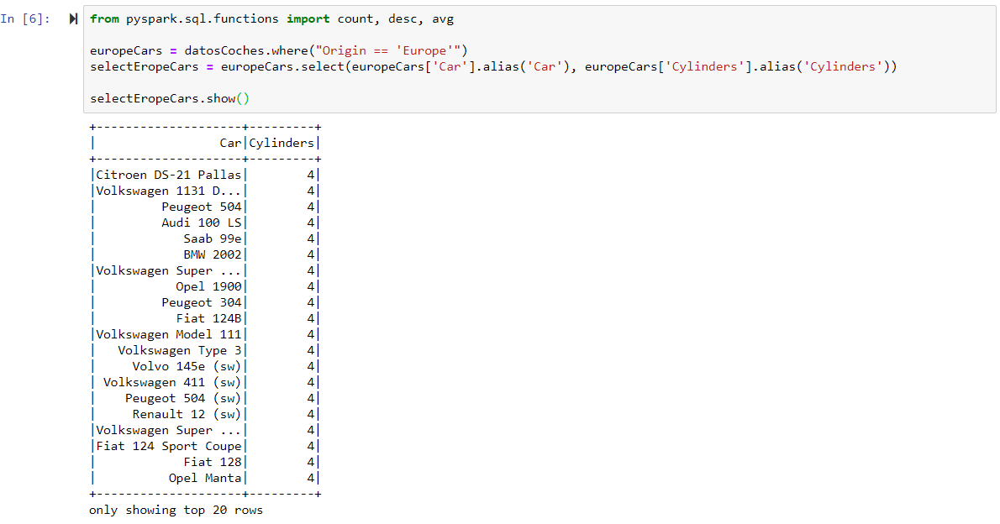 In [6]:
from pyspark.sql.functions import count, desc, avg
europeCars = datosCoches.where("Origin == 'Europe'")
selectEropeCars = europeCars.select(europeCars['Car'].alias('Car'), europeCars['Cylinders'].alias('Cylinders'))
selectEropeCars.show()
+--------------------+---------+
|                 Car|Cylinders|
+--------------------+---------+
|Citroen DS-21 Pallas|        4|
|Volkswagen 1131 D...|        4|
|         Peugeot 504|        4|
|         Audi 100 LS|        4|
|            Saab 99e|        4|
|            BMW 2002|        4|
|Volkswagen Super ...|        4|
|           Opel 1900|        4|
|         Peugeot 304|        4|
|           Fiat 124B|        4|
|Volkswagen Model 111|        4|
|   Volkswagen Type 3|        4|
|     Volvo 145e (sw)|        4|
| Volkswagen 411 (sw)|        4|
|    Peugeot 504 (sw)|        4|
|     Renault 12 (sw)|        4|
|Volkswagen Super ...|        4|
|Fiat 124 Sport Coupe|        4|
|            Fiat 128|        4|
|          Opel Manta|        4|
+--------------------+---------+
only showing top 20 rows